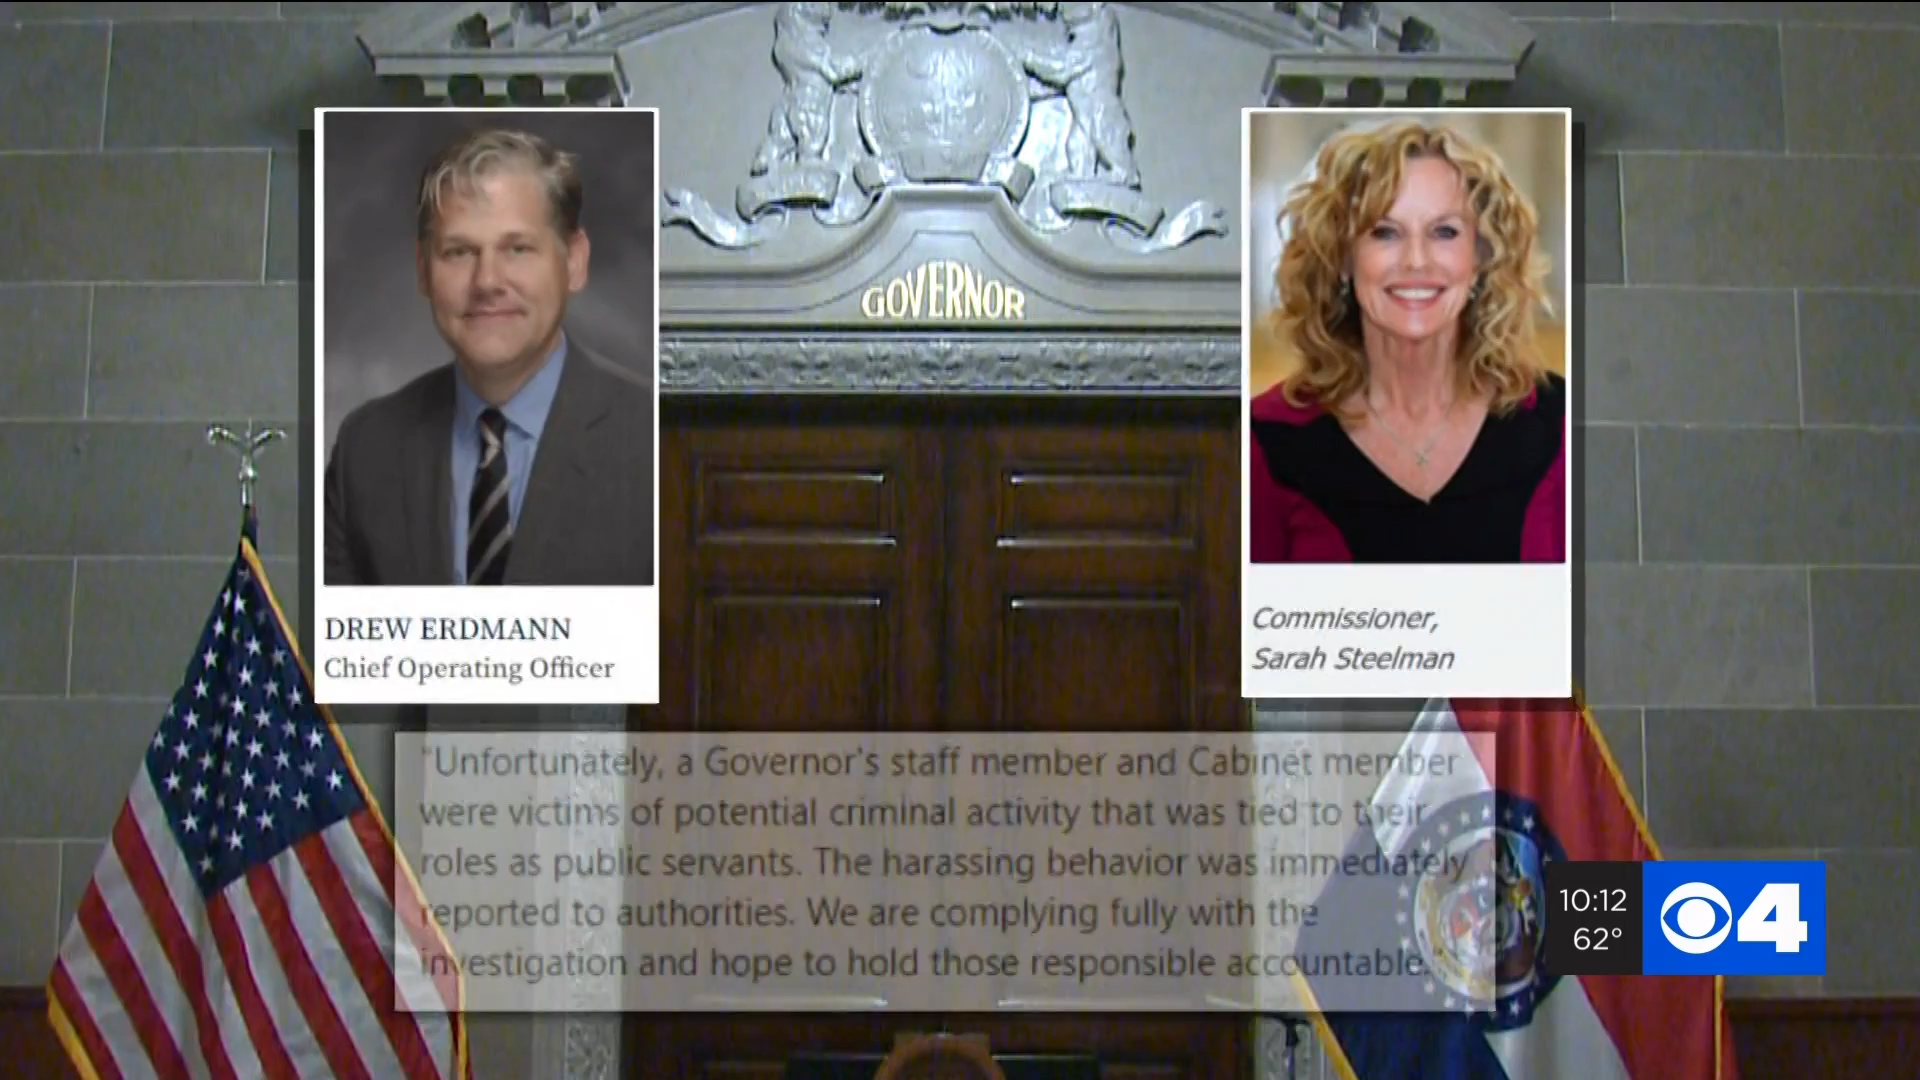 GOVERNOR
DREW ERDMANN
Chief Operating Officer
Commissioner,
Sarah Steelman
"Unfortunately, a Governor's staff member and Cabinet member
were victims of potential criminal activity that was tied to their
roles as public servants. The harassing behavior was immediately
reported to authorities. We are complying fully with the
investigation and hope to hold those responsible accountable."
10:12
62°
4